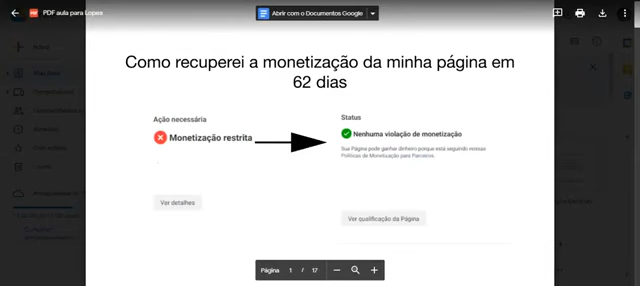 PDF aula para Lopes
Abrir com o Documentos Google
Como recuperei a monetização da minha página em
62 dias
Ação necessária
Monetização restrita
Ver detalhes
Status
Nenhuma violação de monetização
Sua Página pode ganhar dinheiro porque está seguindo nossas
Políticas de Monetização para Parceiros.
Ver qualificação da Página
Página 1 / 17